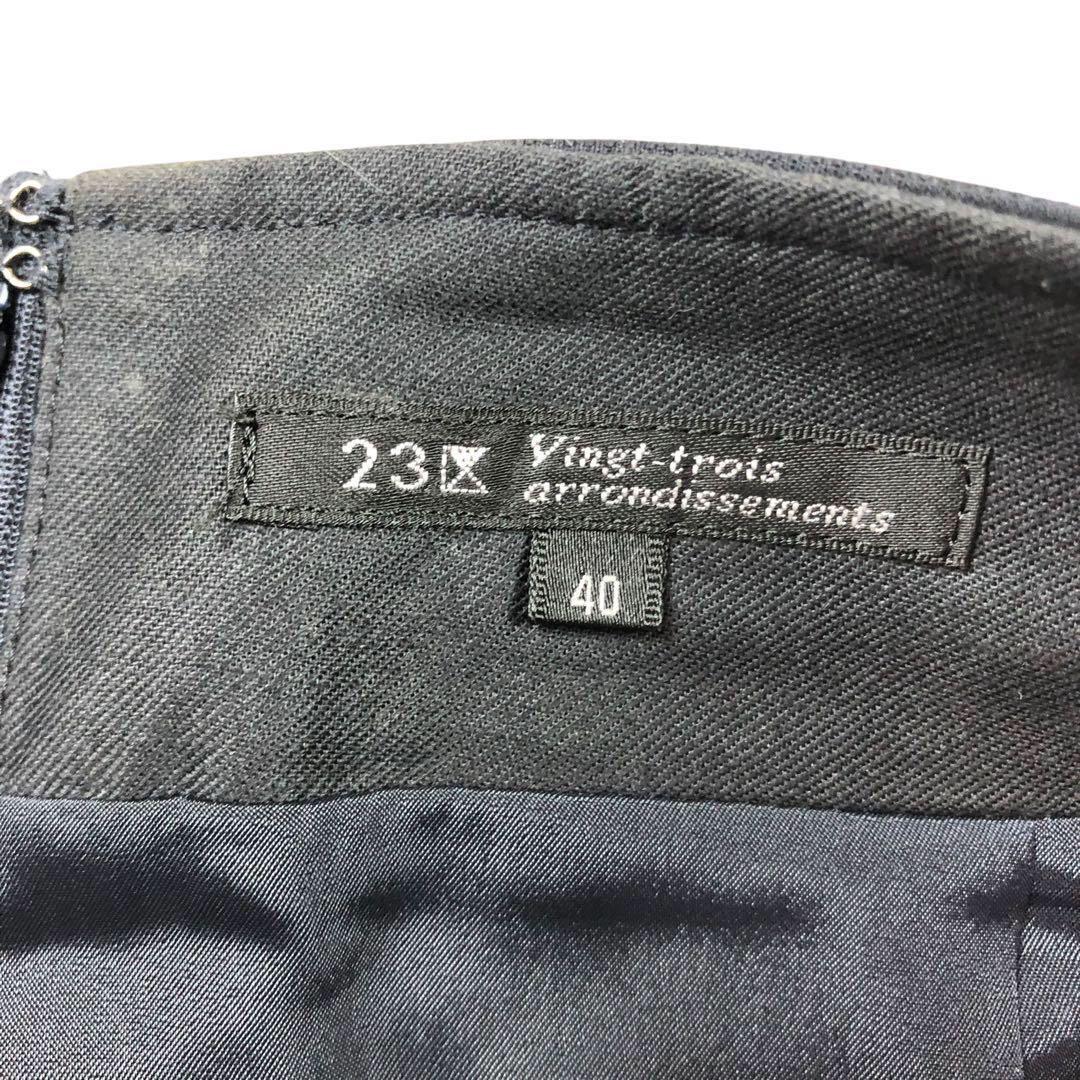 23区
Vingt-trois
arrondissements
40